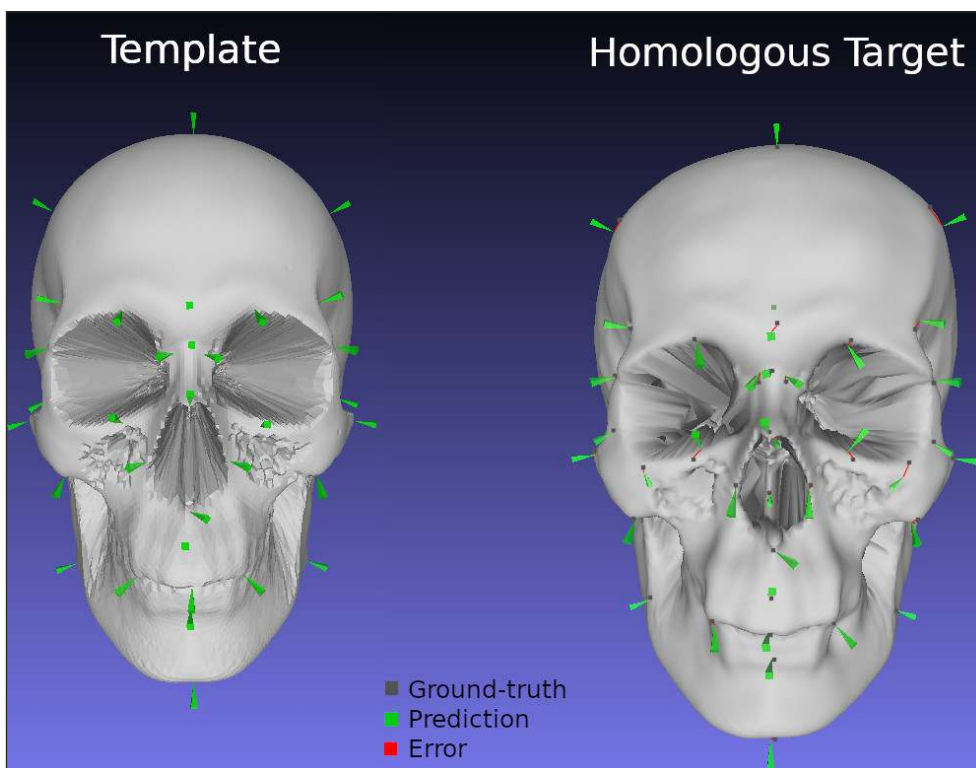 Template
Homologous Target
Ground-truth
Prediction
Error